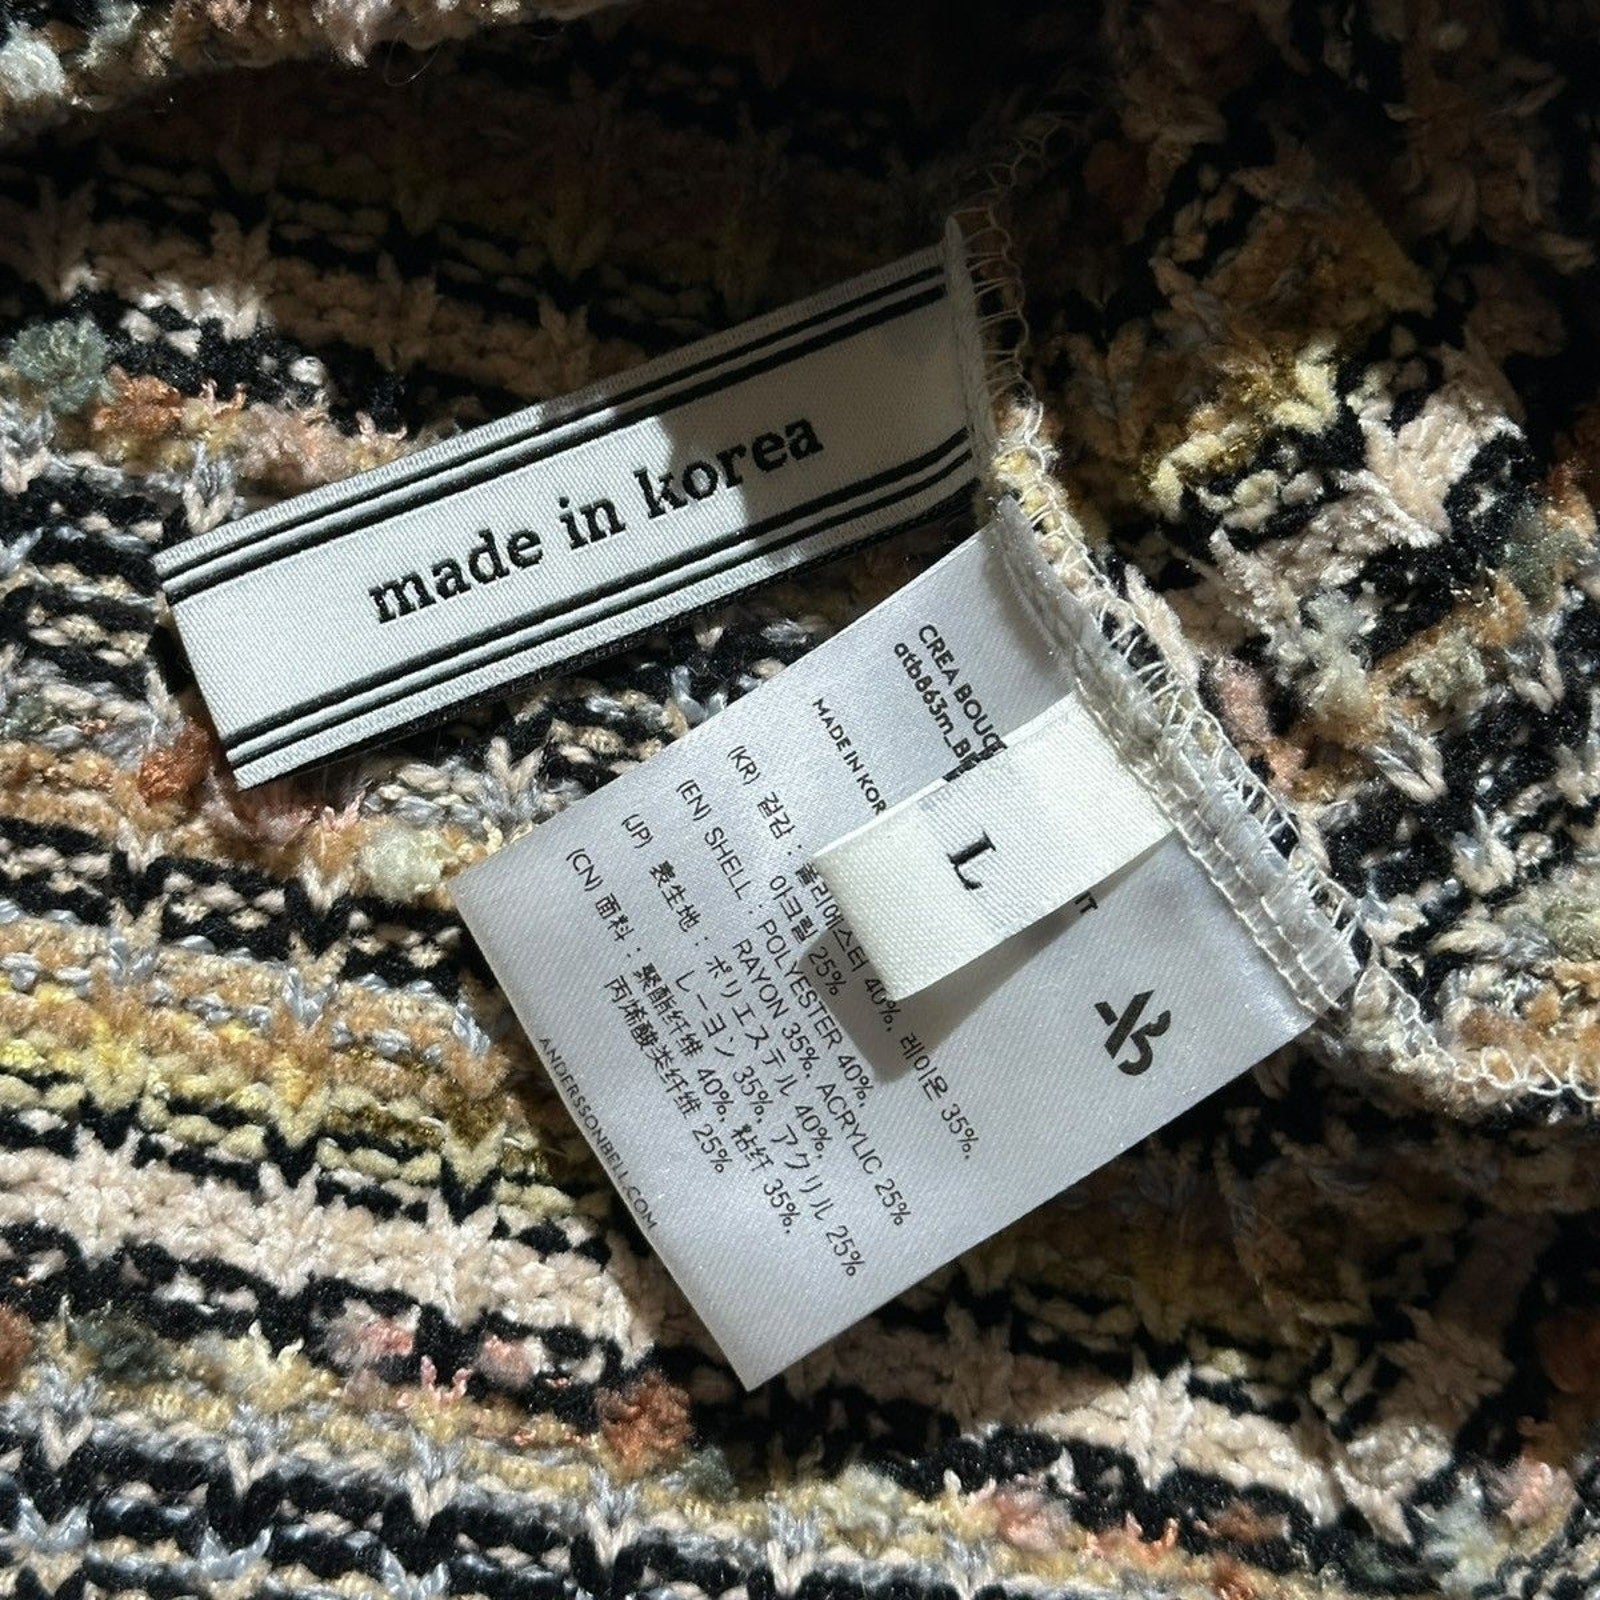 made in korea
CREA BOUQ
atb863m_B
MADE IN KOR
L
(KR) 겉감 : 폴리에스터 40%, 레이온 35%,
아크릴 25%
(EN) SHELL : POLYESTER 40%,
RAYON 35%, ACRYLIC 25%
(JP) 表生地 : ポリエステル 40%,
レーヨン 35%, アクリル 25%
(CN) 面料 : 聚酯纤维 40%, 粘纤 35%,
丙烯酸类纤维 25%
ANDERSSONBELL.COM